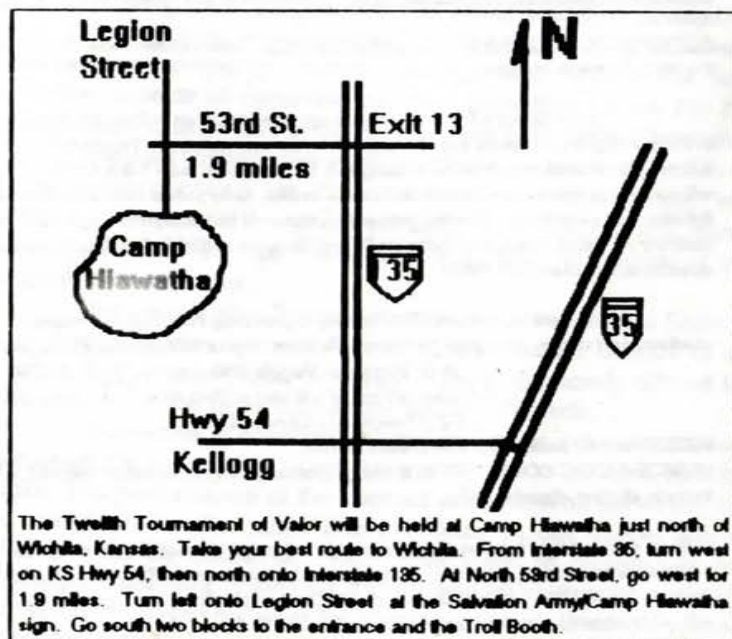 Legion
Street
N
53rd St.
Exit 13
1.9 miles
Camp
Hiawatha
135
35
Hwy 54
Kellogg
The Twelfth Tournament of Valor will be held at Camp Hiawatha just north of
Wichita, Kansas. Take your best route to Wichita. From Interstate 35, turn west
on KS Hwy 54, then north onto Interstate 135. At North 53rd Street, go west for
1.9 miles. Turn left onto Legion Street at the Salvation Army/Camp Hiawatha
sign. Go south two blocks to the entrance and the Troll Booth.